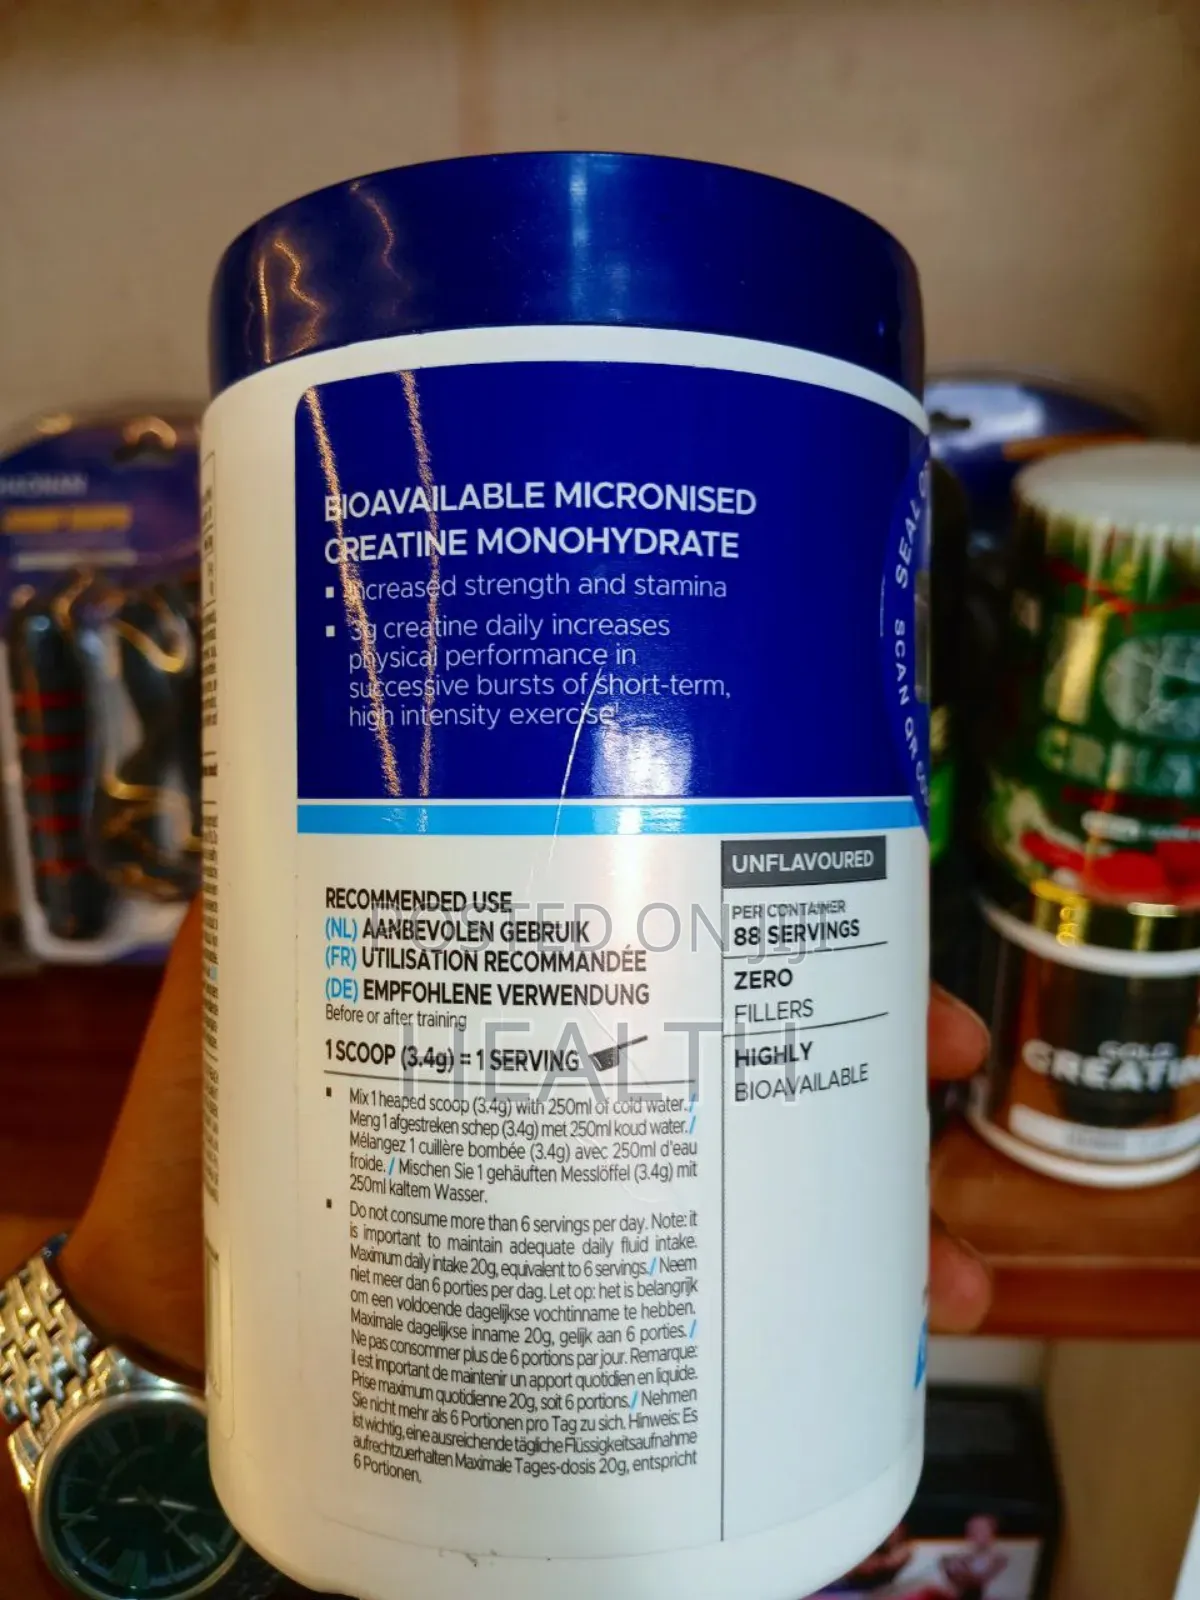 BIOAVAILABLE MICRONISED
CREATINE MONOHYDRATE
▪ Increased strength and stamina
▪ 3g creatine daily increases
physical performance in
successive bursts of short-term,
high intensity exercise¹
SEAL
SCAN QR
UNFLAVOURED
PER CONTAINER
88 SERVINGS
ZERO
FILLERS
HIGHLY
BIOAVAILABLE
RECOMMENDED USE
(NL) AANBEVOLEN GEBRUIK
(FR) UTILISATION RECOMMANDÉE
(DE) EMPFOHLENE VERWENDUNG
Before or after training
1 SCOOP (3.4g) = 1 SERVING
▪ Mix 1 heaped scoop (3.4g) with 250ml of cold water. /
Meng 1 afgestreken schep (3.4g) met 250ml koud water. /
Mélangez 1 cuillère bombée (3.4g) avec 250ml d'eau
froide. / Mischen Sie 1 gehäuften Messlöffel (3.4g) mit
250ml kaltem Wasser.
▪ Do not consume more than 6 servings per day. Note: it
is important to maintain adequate daily fluid intake.
Maximum daily intake 20g, equivalent to 6 servings. / Neem
niet meer dan 6 porties per dag. Let op: het is belangrijk
om een voldoende dagelijkse vochtinname te hebben.
Maximale dagelijkse inname 20g, gelijk aan 6 porties. /
Ne pas consommer plus de 6 portions par jour. Remarque:
il est important de maintenir un apport quotidien en liquide.
Prise maximum quotidienne 20g, soit 6 portions. / Nehmen
Sie nicht mehr als 6 Portionen pro Tag zu sich. Hinweis: Es
ist wichtig, eine ausreichende tägliche Flüssigkeitsaufnahme
aufrechtzuerhalten Maximale Tages-dosis 20g, entspricht
6 Portionen.
POSTED ON JIJI
HEALTH
GOLD
CREATIN